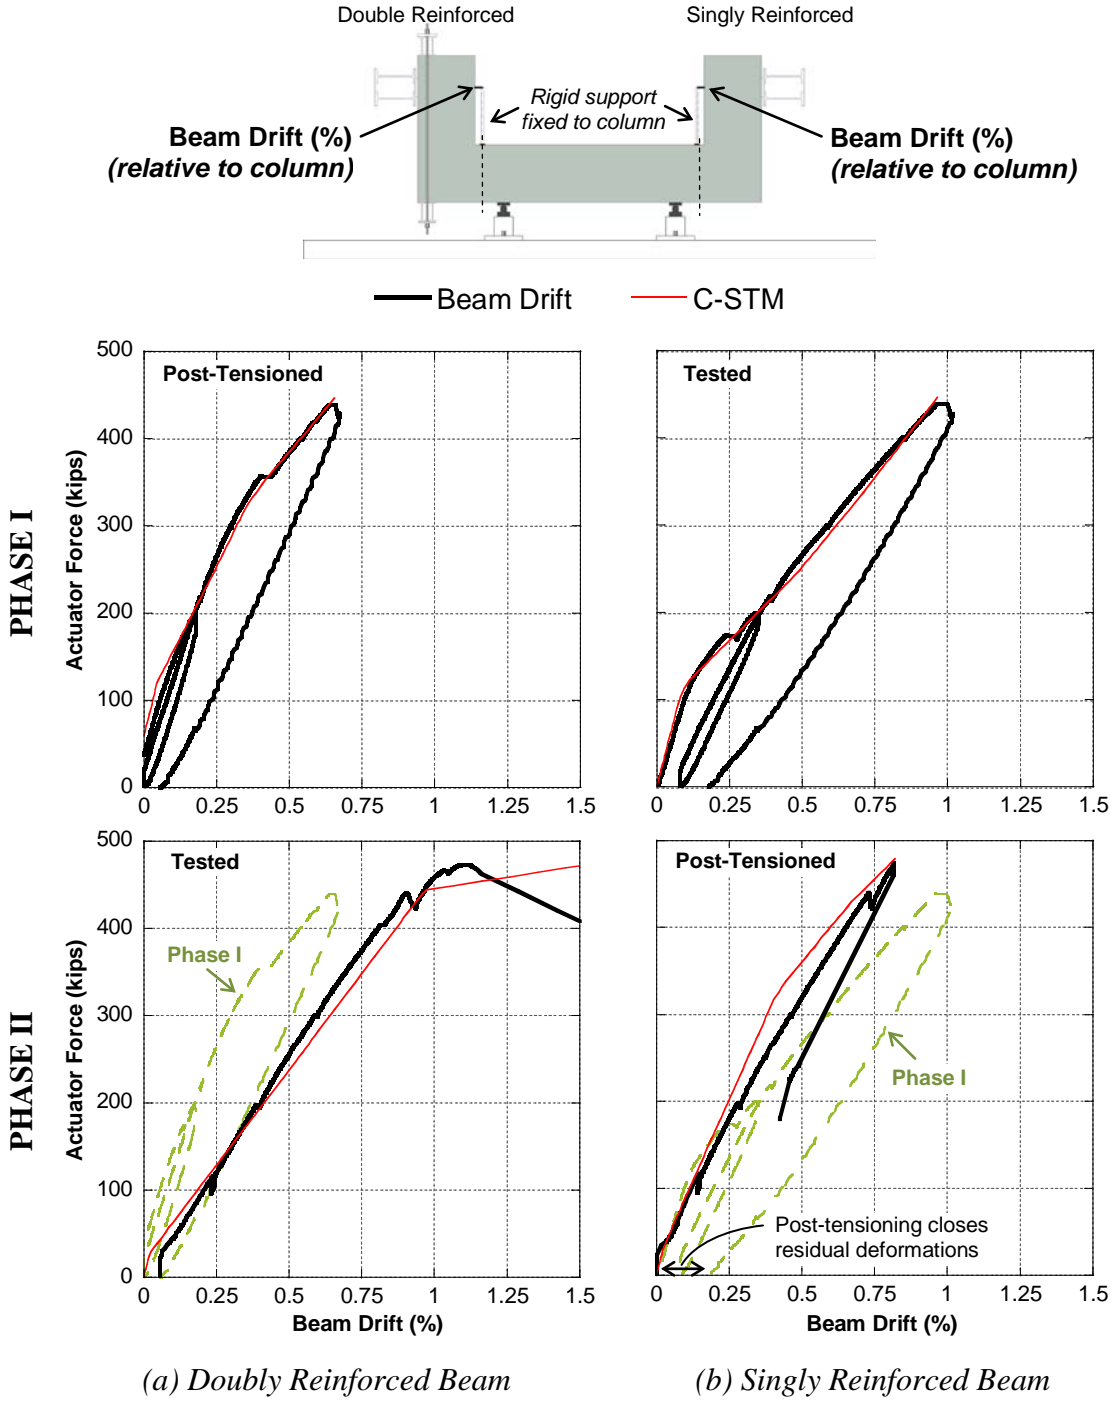 Double Reinforced
Singly Reinforced
Rigid support
fixed to column
Beam Drift (%)
(relative to column)
Beam Drift (%)
(relative to column)
Beam Drift
C-STM
PHASE I
Actuator Force (kips)
500
400
300
200
100
0
Post-Tensioned
0 0.25 0.5 0.75 1 1.25 1.5
Tested
0 0.25 0.5 0.75 1 1.25 1.5
PHASE II
Actuator Force (kips)
500
400
300
200
100
0
Tested
Phase I
0 0.25 0.5 0.75 1 1.25 1.5
Beam Drift (%)
Post-Tensioned
Phase I
Post-tensioning closes
residual deformations
0 0.25 0.5 0.75 1 1.25 1.5
Beam Drift (%)
(a) Doubly Reinforced Beam
(b) Singly Reinforced Beam